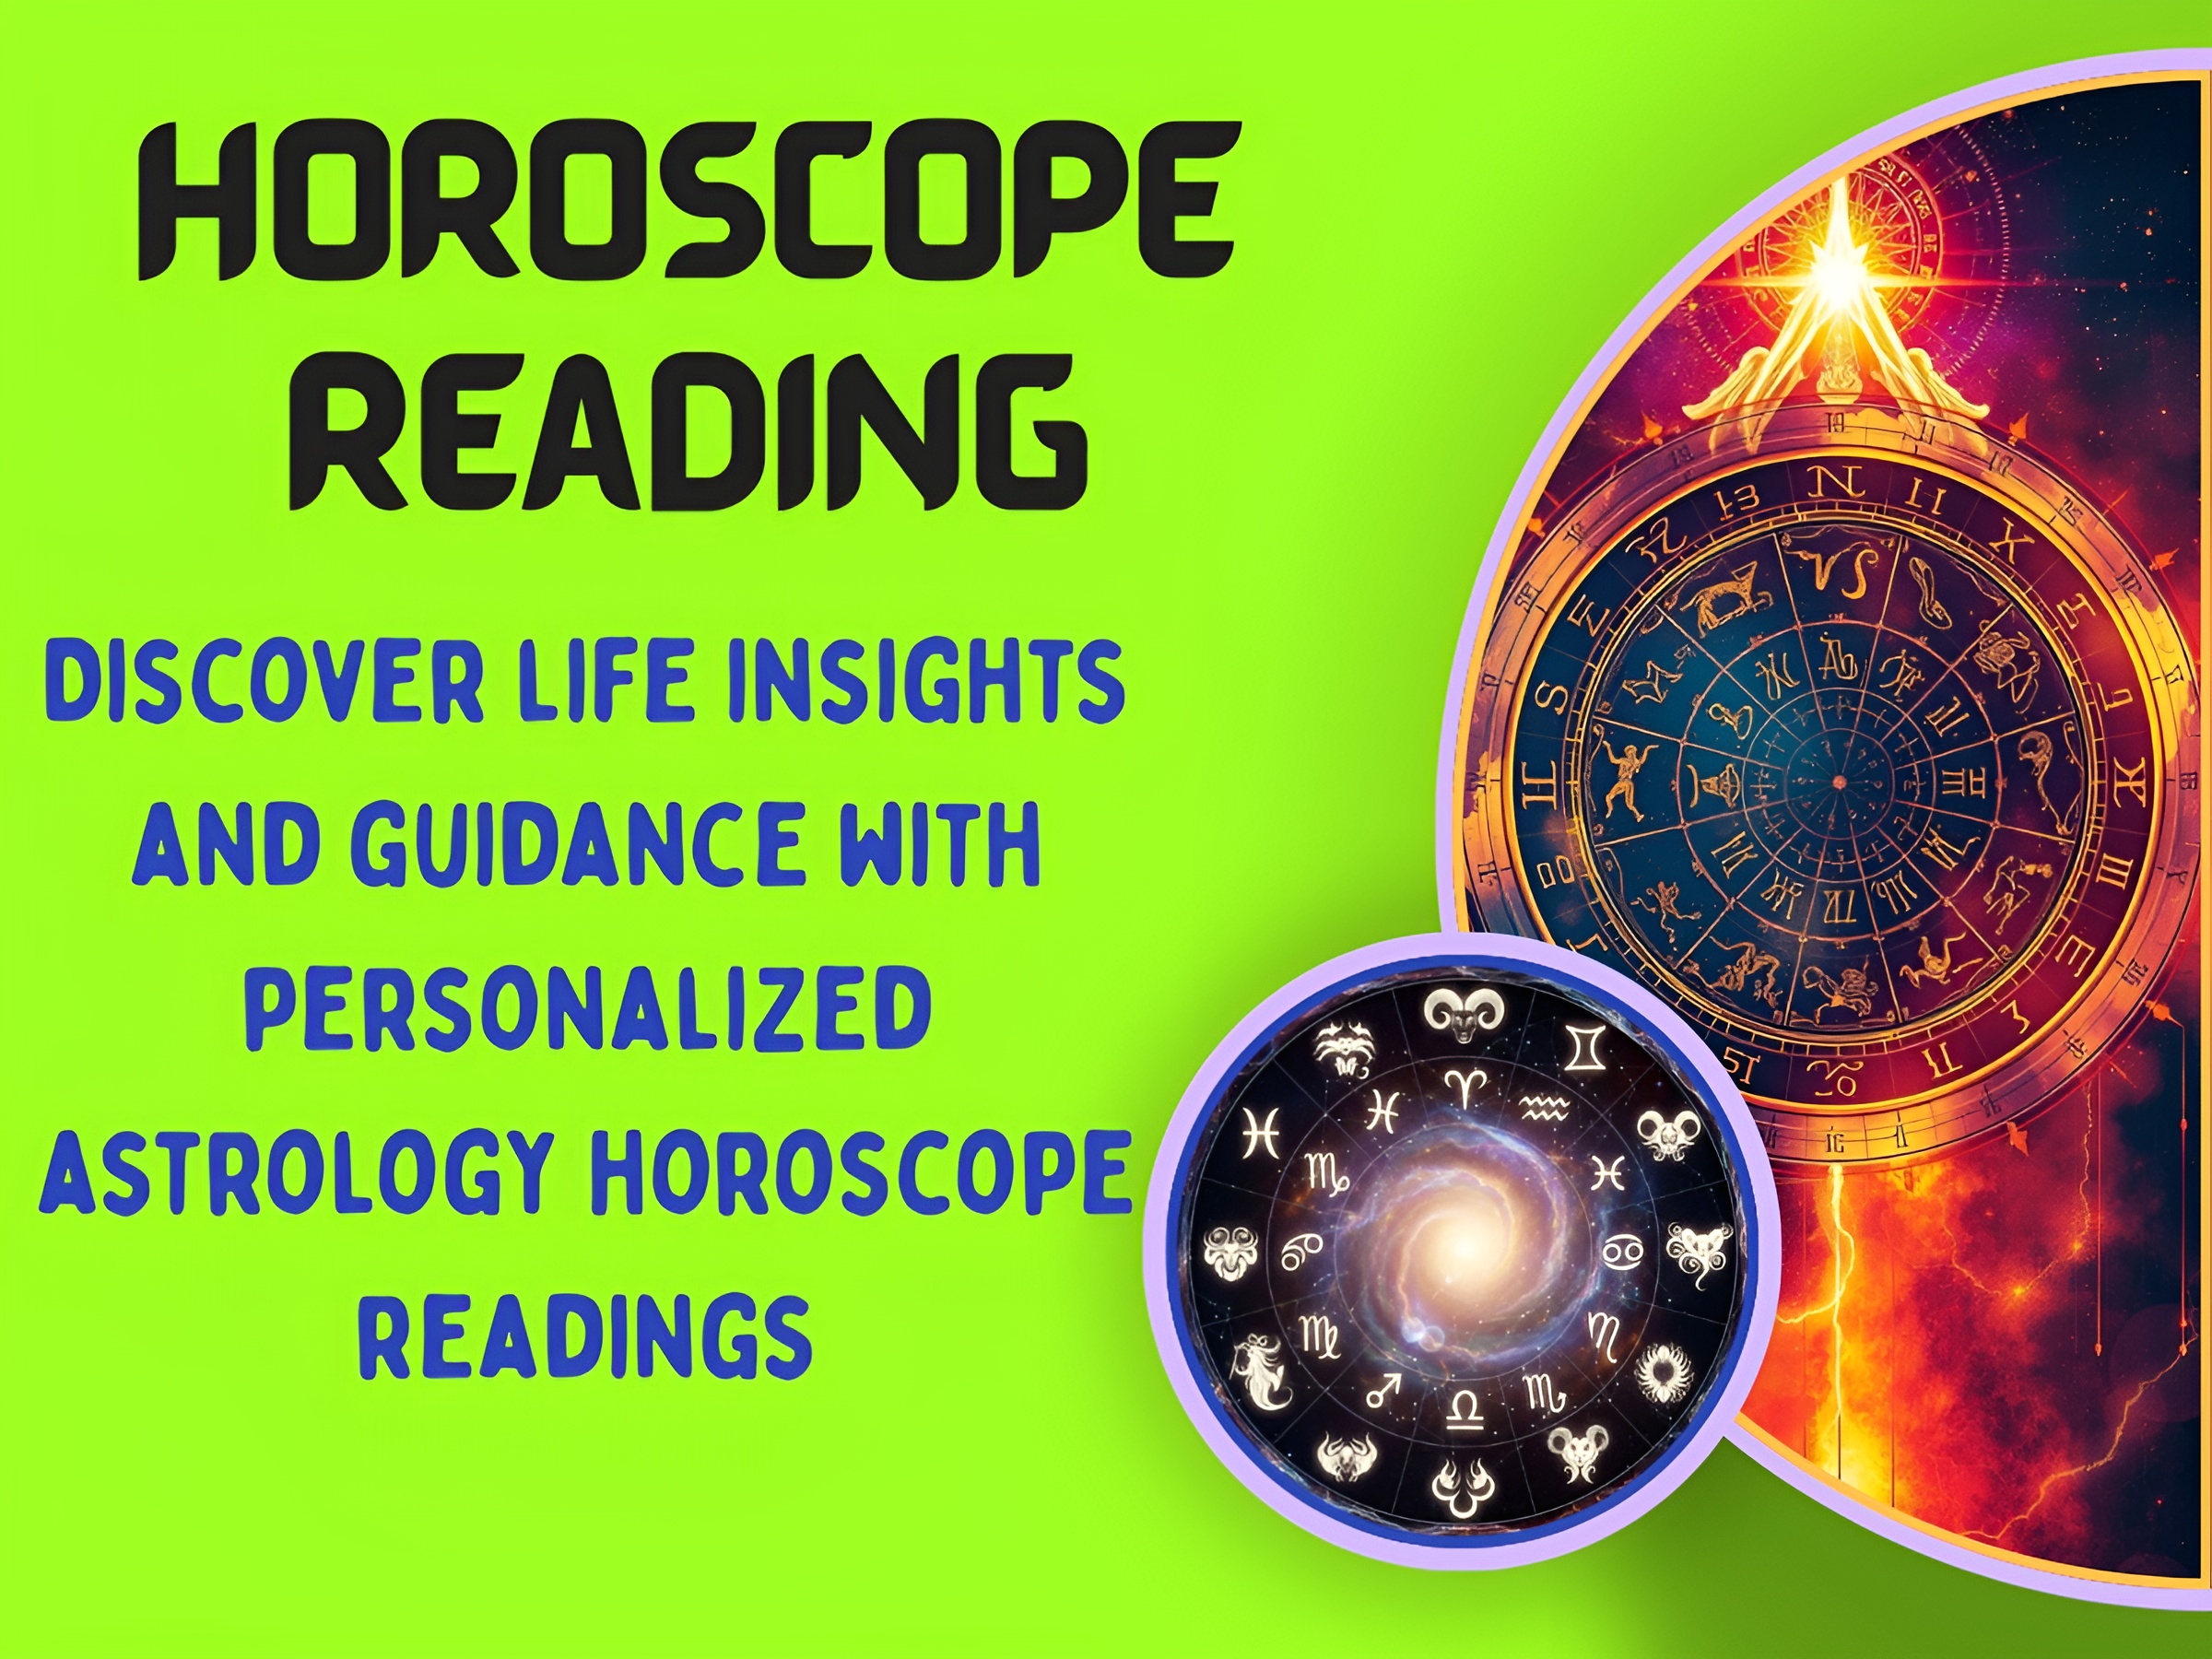 HOROSCOPE
READING
DISCOVER LIFE INSIGHTS
AND GUIDANCE WITH
PERSONALIZED
ASTROLOGY HOROSCOPE
READINGS